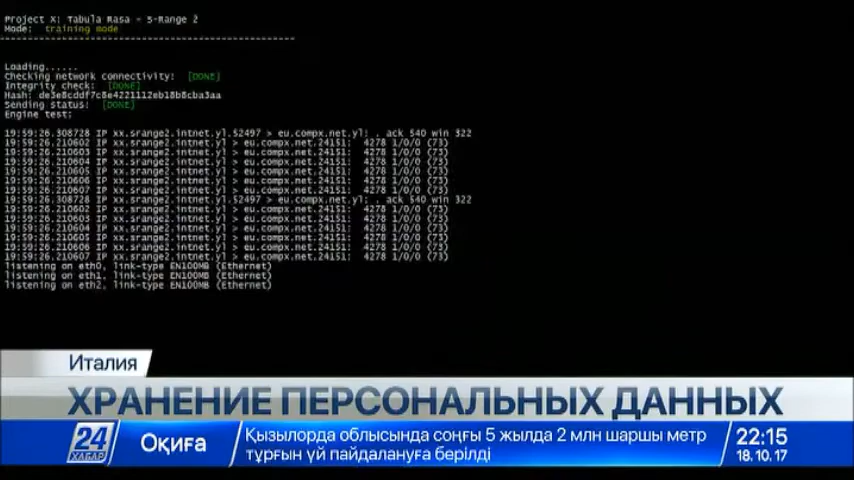 Project X: Tabula Rasa - S-Range 2
Mode: training mode
Loading......
Checking network connectivity: [DONE]
Integrity check: [DONE]
Hash: de3e8cddf7c8e4221112eb18b8cba3aa
Sending status: [DONE]
Engine test:
19:59:26.308728 IP xx.srange2.intnet.yl.52497 > eu.compx.net.yl: . ack 540 win 322
19:59:26.210602 IP xx.srange2.intnet.yl > eu.compx.net.24151: 4278 1/0/0 (73)
19:59:26.210603 IP xx.srange2.intnet.yl > eu.compx.net.24151: 4278 1/0/0 (73)
19:59:26.210604 IP xx.srange2.intnet.yl > eu.compx.net.24151: 4278 1/0/0 (73)
19:59:26.210605 IP xx.srange2.intnet.yl > eu.compx.net.24151: 4278 1/0/0 (73)
19:59:26.210606 IP xx.srange2.intnet.yl > eu.compx.net.24151: 4278 1/0/0 (73)
19:59:26.210607 IP xx.srange2.intnet.yl > eu.compx.net.24151: 4278 1/0/0 (73)
19:59:26.308728 IP xx.srange2.intnet.yl.52497 > eu.compx.net.yl: . ack 540 win 322
19:59:26.210602 IP xx.srange2.intnet.yl > eu.compx.net.24151: 4278 1/0/0 (73)
19:59:26.210603 IP xx.srange2.intnet.yl > eu.compx.net.24151: 4278 1/0/0 (73)
19:59:26.210604 IP xx.srange2.intnet.yl > eu.compx.net.24151: 4278 1/0/0 (73)
19:59:26.210605 IP xx.srange2.intnet.yl > eu.compx.net.24151: 4278 1/0/0 (73)
19:59:26.210606 IP xx.srange2.intnet.yl > eu.compx.net.24151: 4278 1/0/0 (73)
19:59:26.210607 IP xx.srange2.intnet.yl > eu.compx.net.24151: 4278 1/0/0 (73)
listening on eth0, link-type EN100MB (Ethernet)
listening on eth1, link-type EN100MB (Ethernet)
listening on eth2, link-type EN100MB (Ethernet)
Италия
ХРАНЕНИЕ ПЕРСОНАЛЬНЫХ ДАННЫХ
24
ХАБАР
Оқиға
Қызылорда облысында соңғы 5 жылда 2 млн шаршы метр
тұрғын үй пайдалануға берілді
22:15
18.10.17